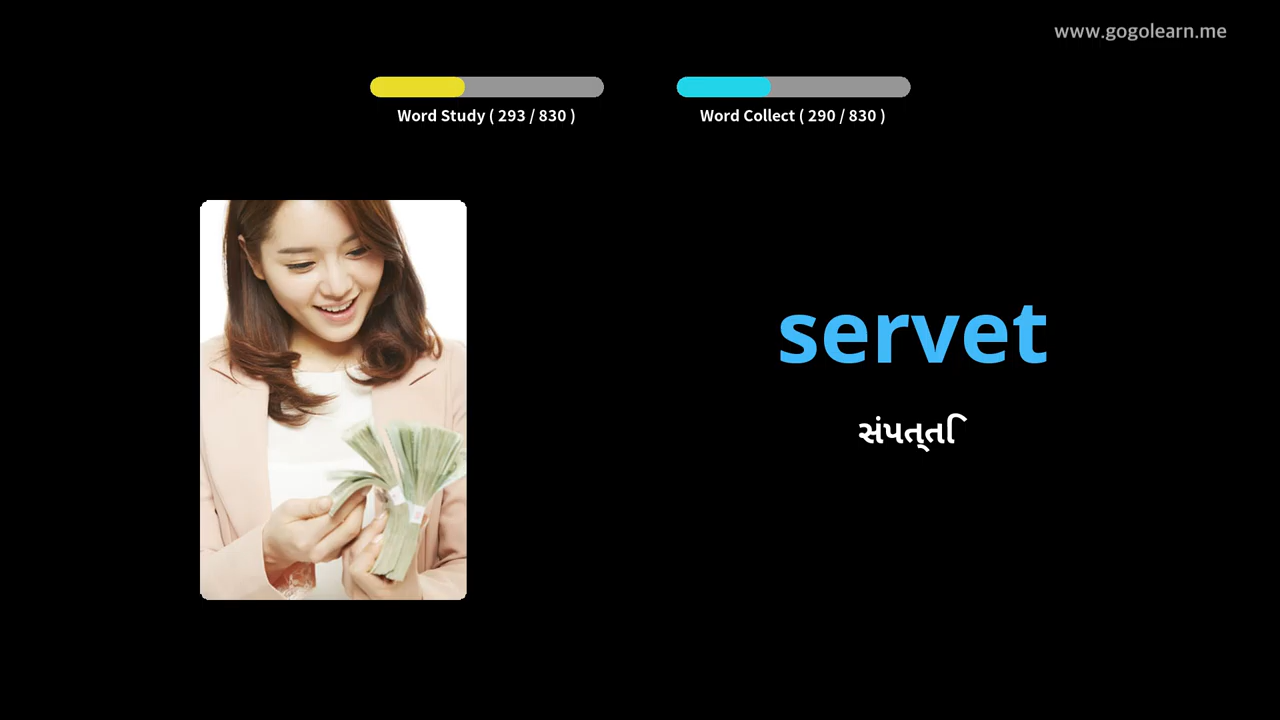 www.gogolearn.me
Word Study ( 293 / 830 )
Word Collect ( 290 / 830 )
servet
સંપત્તિ